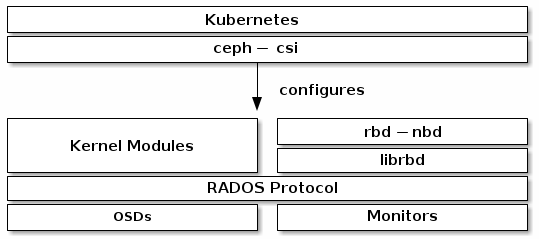 Kubernetes
ceph — csi
configures
Kernel Modules
rbd — nbd
librbd
RADOS Protocol
OSDs
Monitors